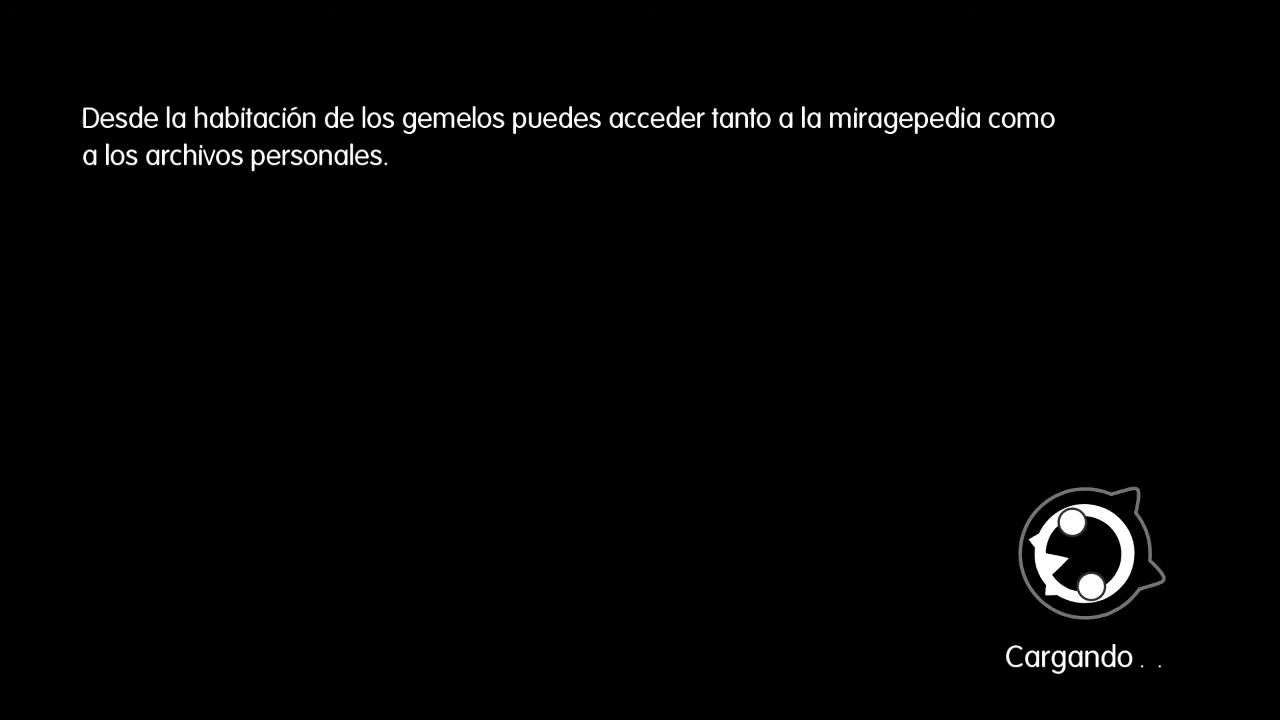 Desde la habitación de los gemelos puedes acceder tanto a la miragepedia como
a los archivos personales.
Cargando . .